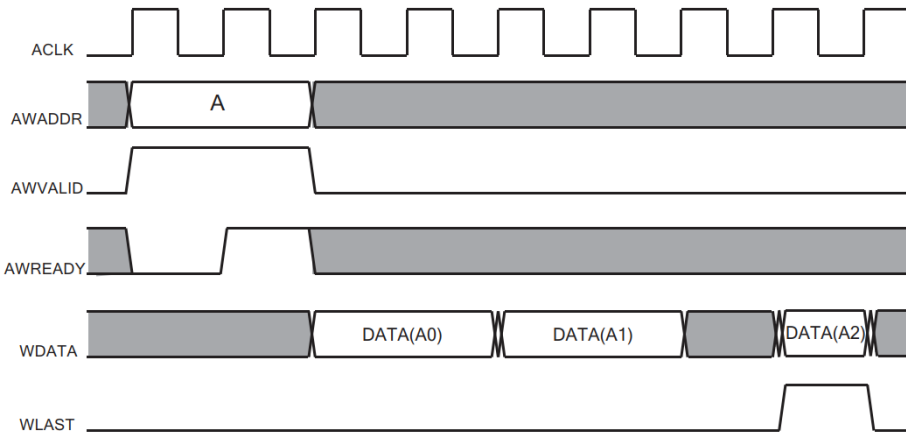 ACLK
A
AWADDR
AWVALID
AWREADY
DATA(A0) DATA(A1) DATA(A2)
WDATA
WLAST